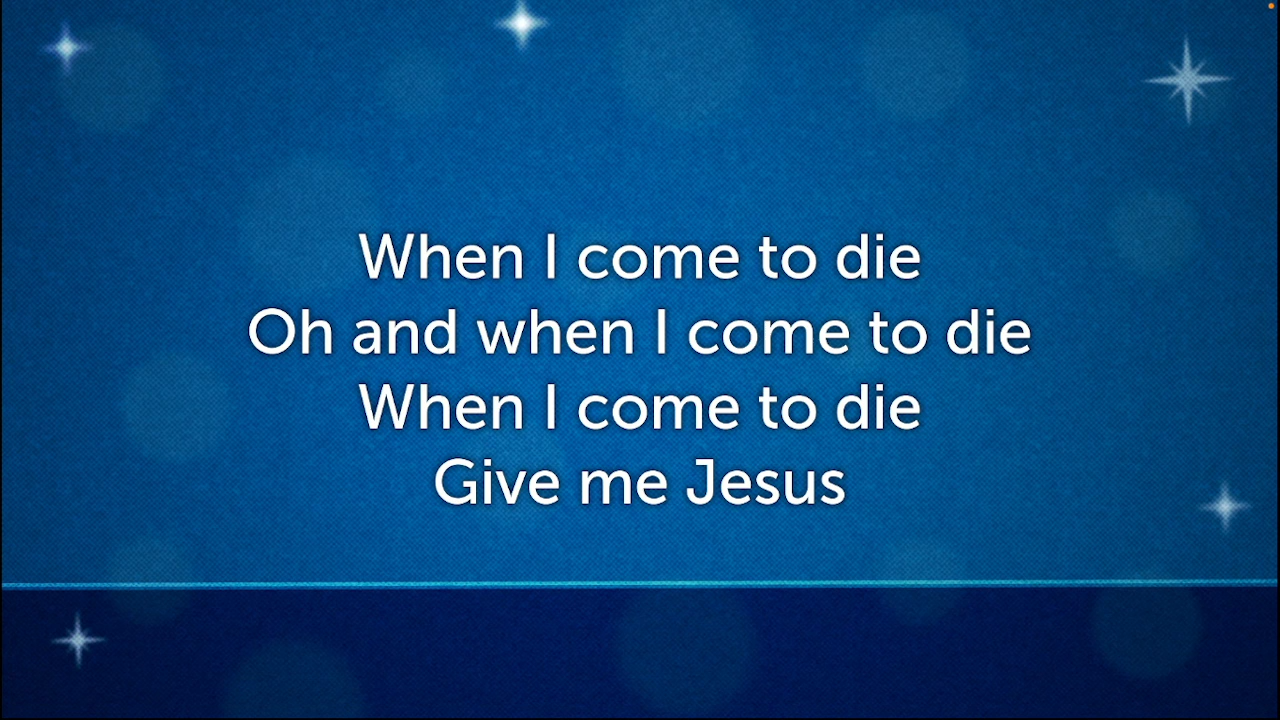 When I come to die
Oh and when I come to die
When I come to die
Give me Jesus